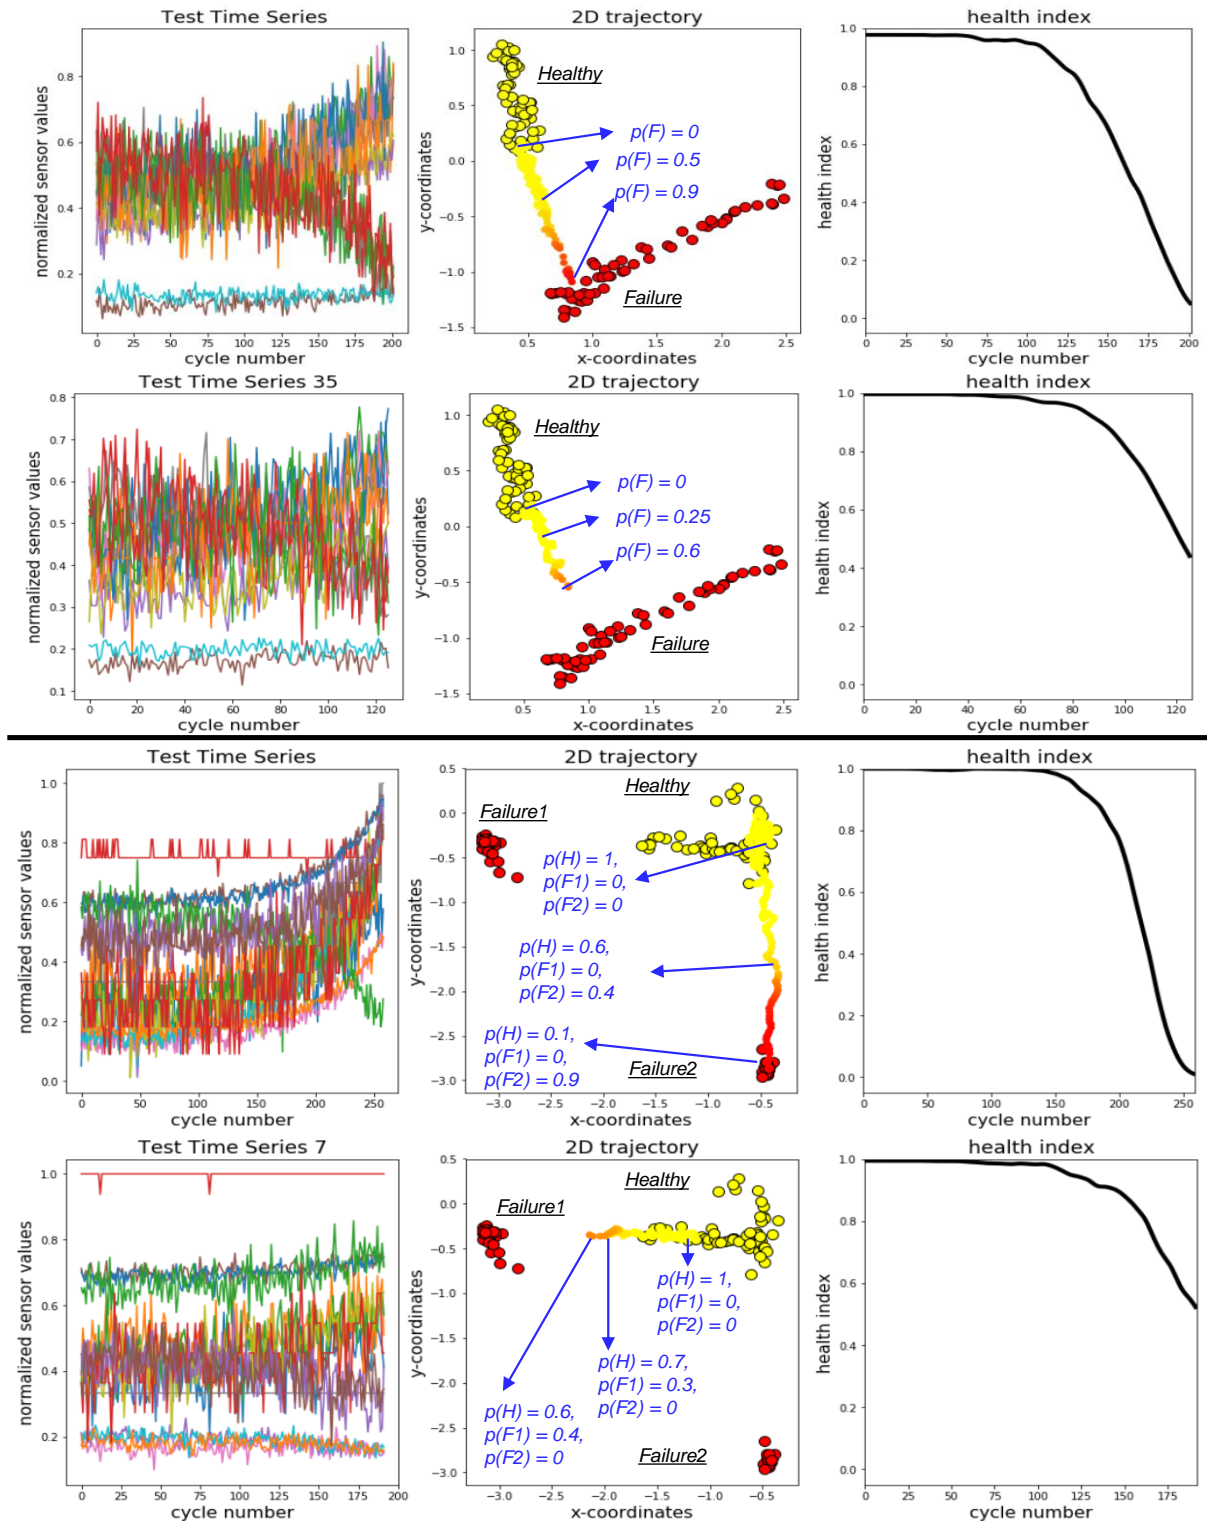 Test Time Series
2D trajectory
health index
normalized sensor values
0.8
0.6
0.4
0.2
0
25
50
75
100
125
150
175
200
cycle number
y-coordinates
1.0
0.5
0.0
−0.5
−1.0
−1.5
Healthy
p(F) = 0
p(F) = 0.5
p(F) = 0.9
Failure
0.5
1.0
1.5
2.0
2.5
x-coordinates
health index
1.0
0.8
0.6
0.4
0.2
0.0
0
25
50
75
100
125
150
175
200
cycle number
Test Time Series 35
2D trajectory
health index
normalized sensor values
0.8
0.7
0.6
0.5
0.4
0.3
0.2
0.1
0
20
40
60
80
100
120
cycle number
y-coordinates
1.0
0.5
0.0
−0.5
−1.0
−1.5
Healthy
p(F) = 0
p(F) = 0.25
p(F) = 0.6
Failure
0.5
1.0
1.5
2.0
2.5
x-coordinates
health index
1.0
0.8
0.6
0.4
0.2
0.0
0
20
40
60
80
100
120
cycle number
Test Time Series
2D trajectory
health index
normalized sensor values
1.0
0.8
0.6
0.4
0.2
0.0
0
50
100
150
200
250
cycle number
y-coordinates
0.5
0.0
−0.5
−1.0
−1.5
−2.0
−2.5
−3.0
Healthy
Failure1
p(H) = 1,
p(F1) = 0,
p(F2) = 0
p(H) = 0.6,
p(F1) = 0,
p(F2) = 0.4
p(H) = 0.1,
p(F1) = 0,
p(F2) = 0.9
Failure2
−3.0
−2.5
−2.0
−1.5
−1.0
−0.5
x-coordinates
health index
1.0
0.8
0.6
0.4
0.2
0.0
0
50
100
150
200
250
cycle number
Test Time Series 7
2D trajectory
health index
normalized sensor values
1.0
0.8
0.6
0.4
0.2
0
25
50
75
100
125
150
175
200
cycle number
y-coordinates
0.5
0.0
−0.5
−1.0
−1.5
−2.0
−2.5
−3.0
Healthy
Failure1
p(H) = 1,
p(F1) = 0,
p(F2) = 0
p(H) = 0.7,
p(F1) = 0.3,
p(F2) = 0
p(H) = 0.6,
p(F1) = 0.4,
p(F2) = 0
Failure2
−3.0
−2.5
−2.0
−1.5
−1.0
−0.5
x-coordinates
health index
1.0
0.8
0.6
0.4
0.2
0.0
0
25
50
75
100
125
150
175
cycle number